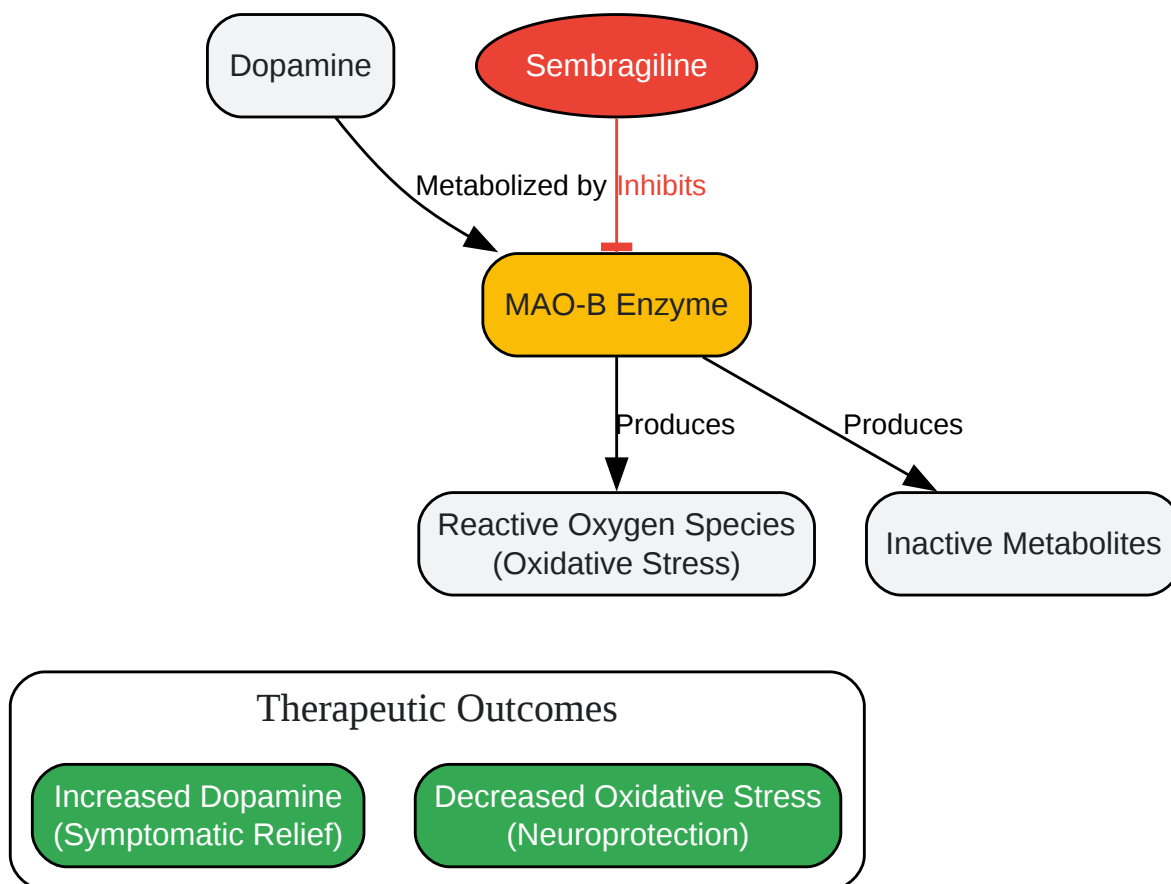 Dopamine
Sembragiline
Metabolized by
Inhibits
MAO-B Enzyme
Produces
Produces
Reactive Oxygen Species
(Oxidative Stress)
Inactive Metabolites
Therapeutic Outcomes
Increased Dopamine
(Symptomatic Relief)
Decreased Oxidative Stress
(Neuroprotection)